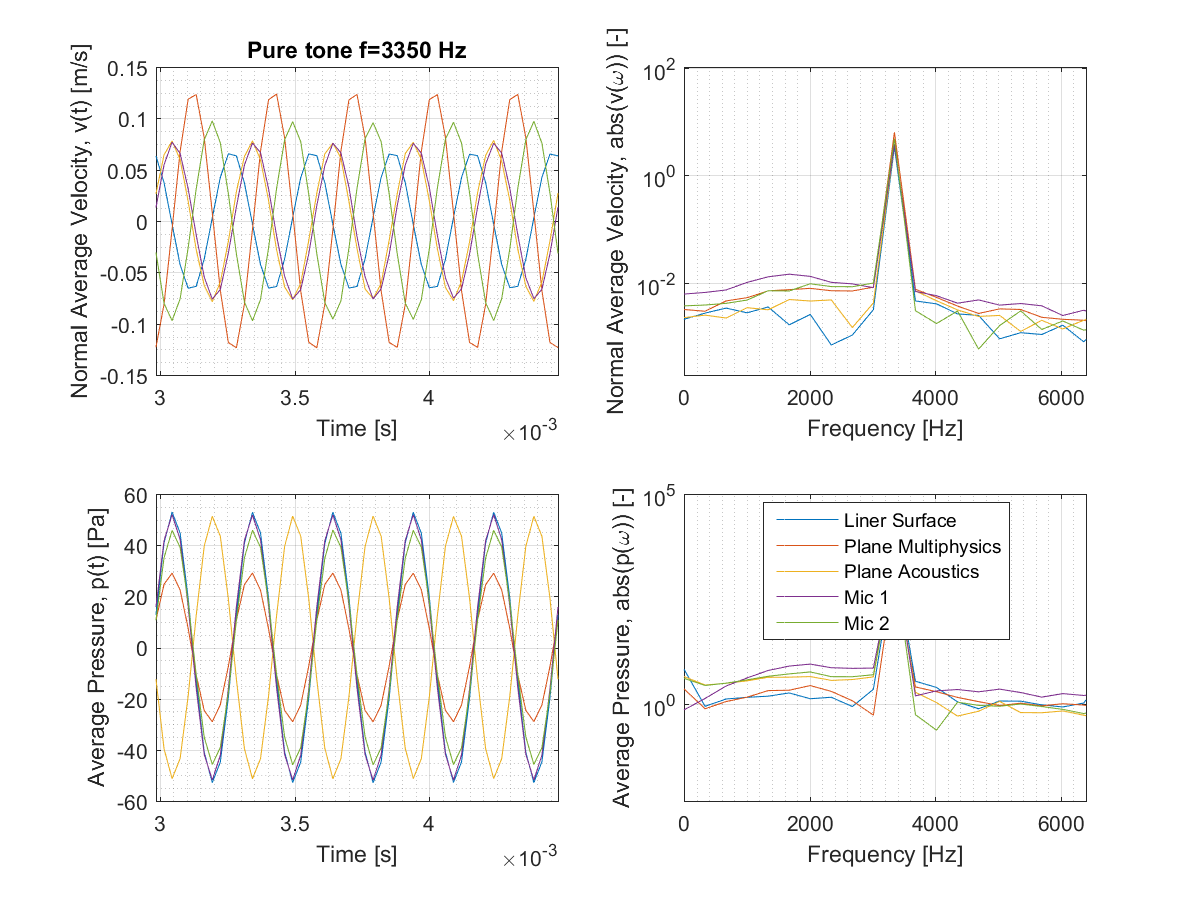 Pure tone f=3350 Hz
Normal Average Velocity, v(t) [m/s]
0.15
0.1
0.05
0
-0.05
-0.1
-0.15
3
3.5
4
Time [s]
×10-3
Normal Average Velocity, abs(v(ω)) [-]
102
100
10-2
0
2000
4000
6000
Frequency [Hz]
Average Pressure, p(t) [Pa]
60
40
20
0
-20
-40
-60
3
3.5
4
Time [s]
×10-3
Average Pressure, abs(p(ω)) [-]
105
100
Liner Surface
Plane Multiphysics
Plane Acoustics
Mic 1
Mic 2
0
2000
4000
6000
Frequency [Hz]